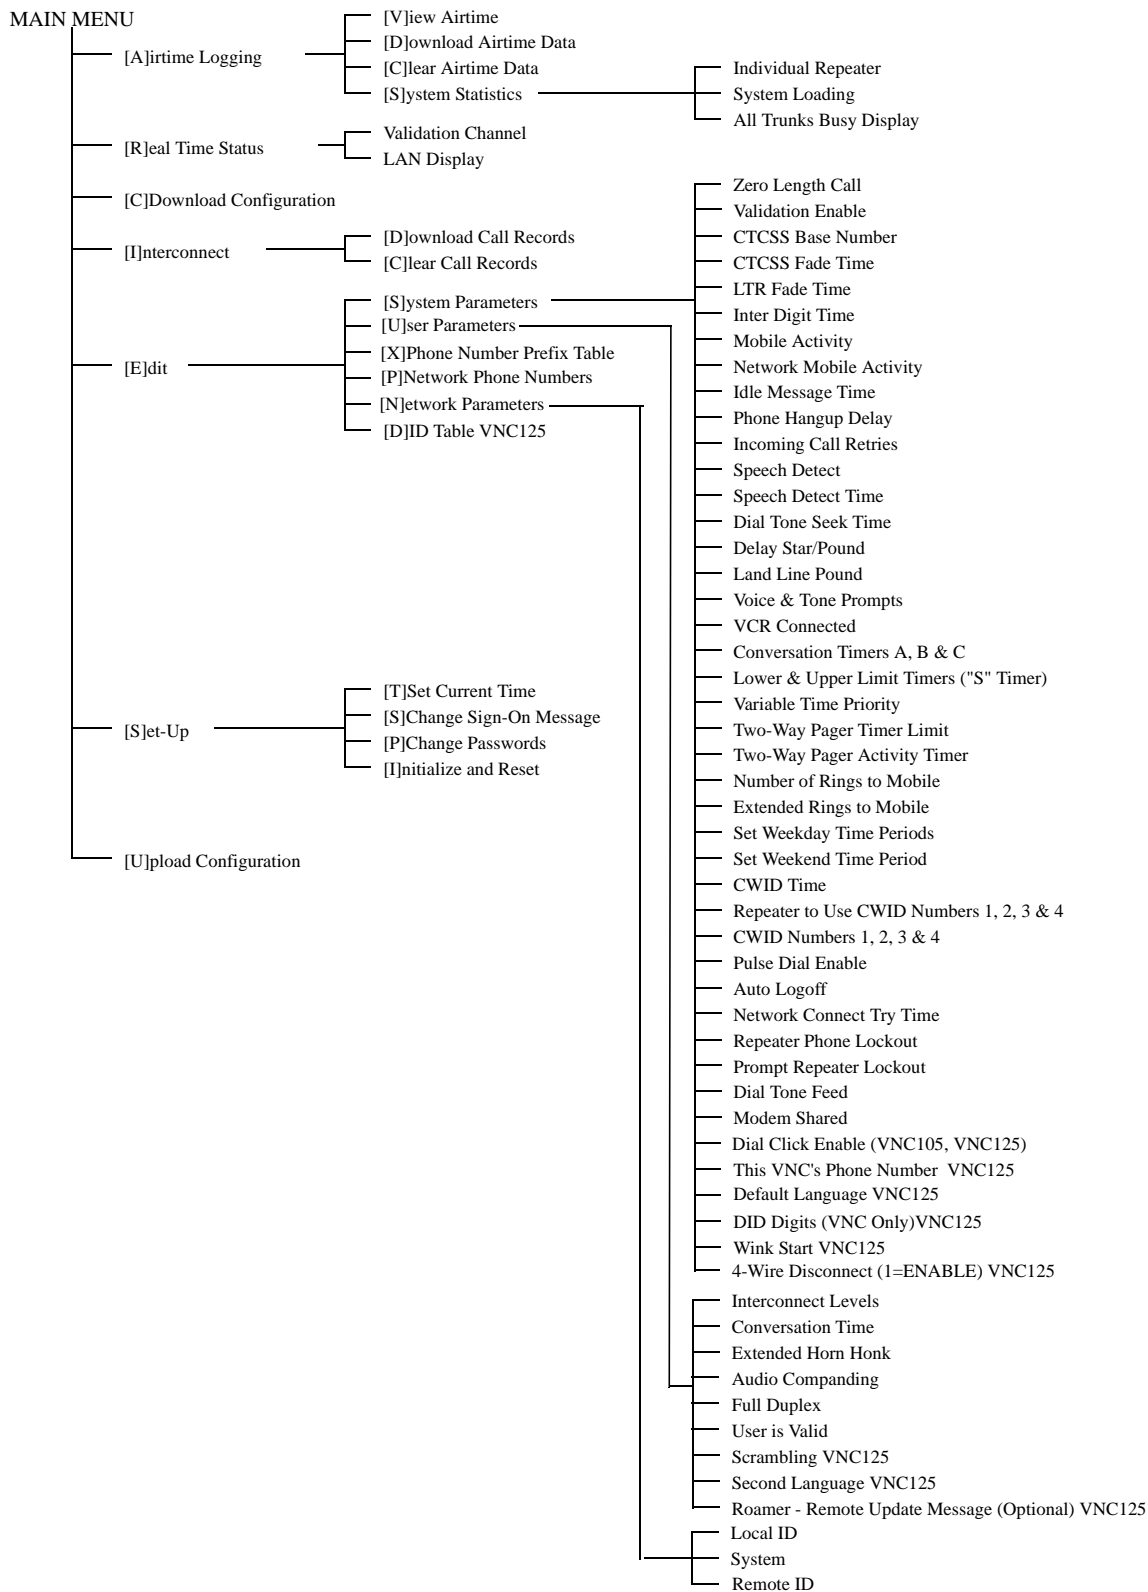 MAIN MENU
[A]irtime Logging
[V]iew Airtime
[D]ownload Airtime Data
[C]lear Airtime Data
[S]ystem Statistics
Individual Repeater
System Loading
All Trunks Busy Display
[R]eal Time Status
Validation Channel
LAN Display
[C]Download Configuration
[I]nterconnect
[D]ownload Call Records
[C]lear Call Records
[E]dit
[S]ystem Parameters
[U]ser Parameters
[X]Phone Number Prefix Table
[P]Network Phone Numbers
[N]etwork Parameters
[D]ID Table VNC125
Zero Length Call
Validation Enable
CTCSS Base Number
CTCSS Fade Time
LTR Fade Time
Inter Digit Time
Mobile Activity
Network Mobile Activity
Idle Message Time
Phone Hangup Delay
Incoming Call Retries
Speech Detect
Speech Detect Time
Dial Tone Seek Time
Delay Star/Pound
Land Line Pound
Voice & Tone Prompts
VCR Connected
Conversation Timers A, B & C
Lower & Upper Limit Timers ("S" Timer)
Variable Time Priority
Two-Way Pager Timer Limit
Two-Way Pager Activity Timer
Number of Rings to Mobile
Extended Rings to Mobile
Set Weekday Time Periods
Set Weekend Time Period
CWID Time
Repeater to Use CWID Numbers 1, 2, 3 & 4
CWID Numbers 1, 2, 3 & 4
Pulse Dial Enable
Auto Logoff
Network Connect Try Time
Repeater Phone Lockout
Prompt Repeater Lockout
Dial Tone Feed
Modem Shared
Dial Click Enable (VNC105, VNC125)
This VNC's Phone Number  VNC125
Default Language VNC125
DID Digits (VNC Only)VNC125
Wink Start VNC125
4-Wire Disconnect (1=ENABLE) VNC125
Interconnect Levels
Conversation Time
Extended Horn Honk
Audio Companding
Full Duplex
User is Valid
Scrambling VNC125
Second Language VNC125
Roamer - Remote Update Message (Optional) VNC125
Local ID
System
Remote ID
[S]et-Up
[T]Set Current Time
[S]Change Sign-On Message
[P]Change Passwords
[I]nitialize and Reset
[U]pload Configuration